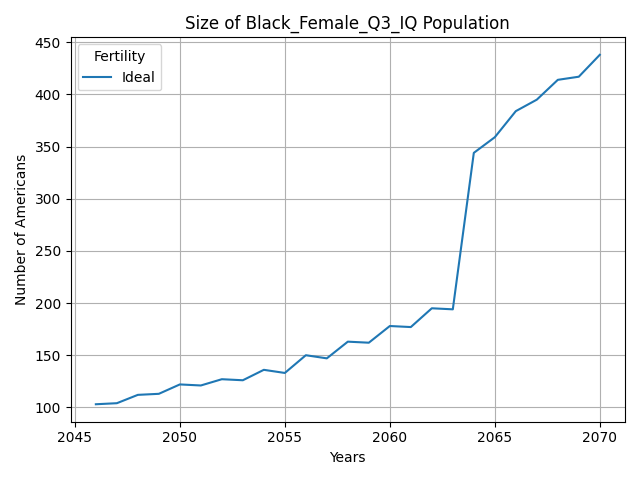 Size of Black_Female_Q3_IQ Population
Fertility
Ideal
Number of Americans
450
400
350
300
250
200
150
100
2045 2050 2055 2060 2065 2070
Years